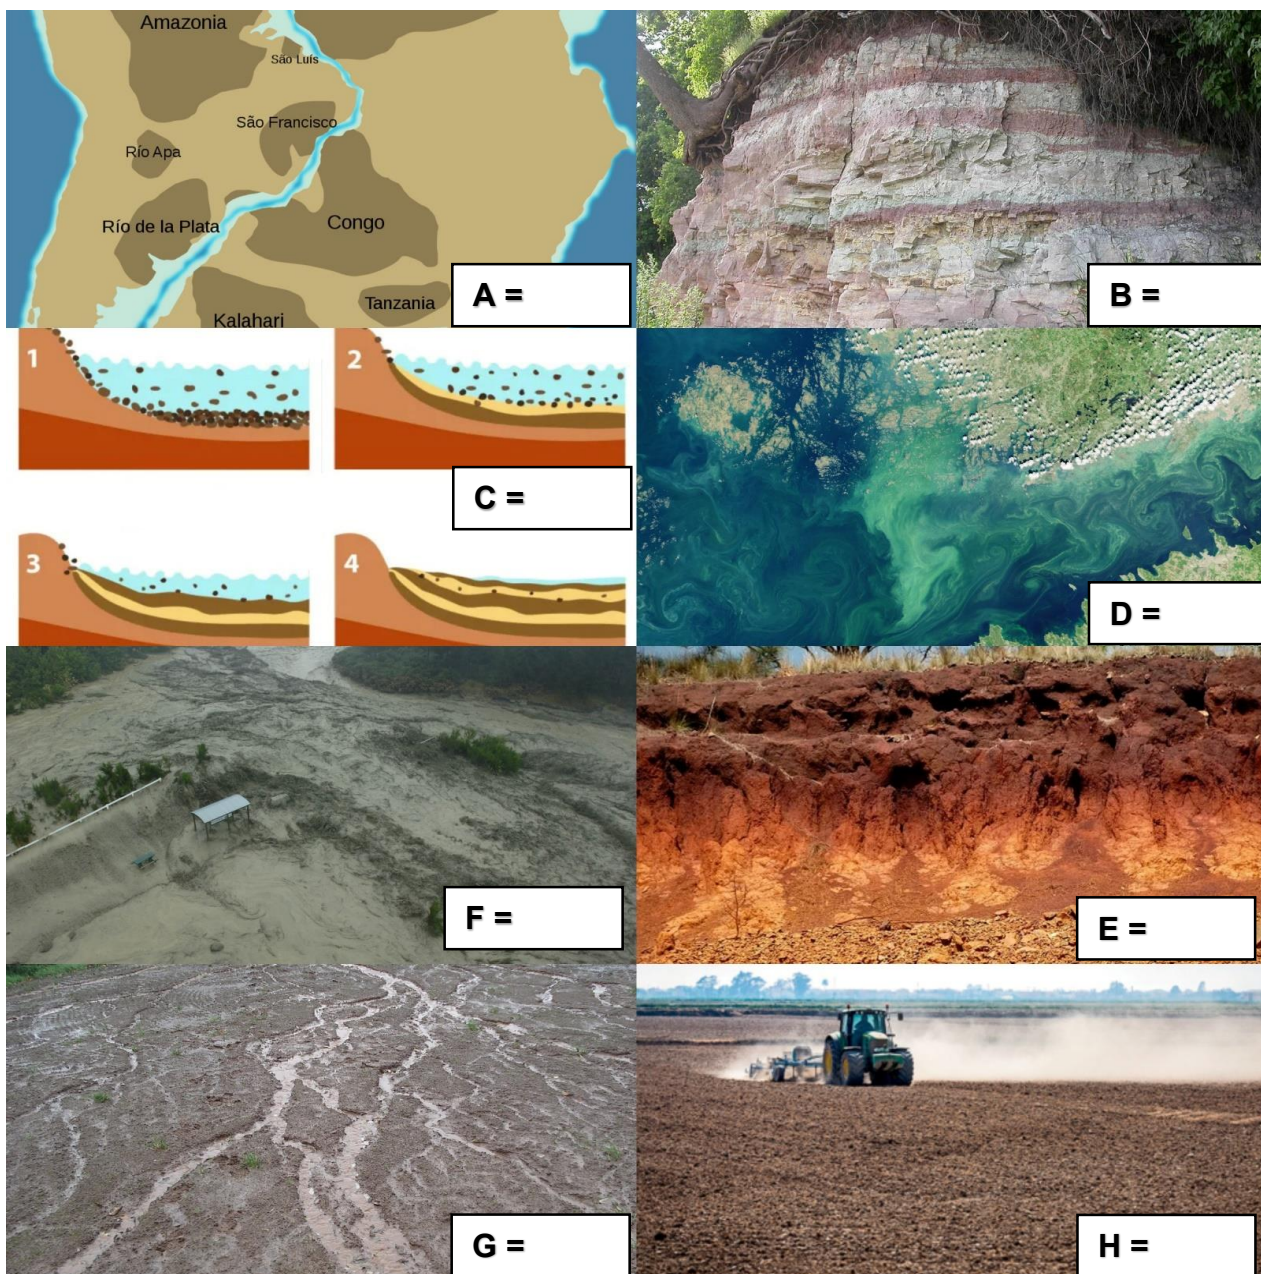 Amazonia
São Luís
São Francisco
Río Apa
Río de la Plata
Congo
Tanzania
Kalahari
A =
B =
1
2
C =
3
4
D =
F =
E =
G =
H =